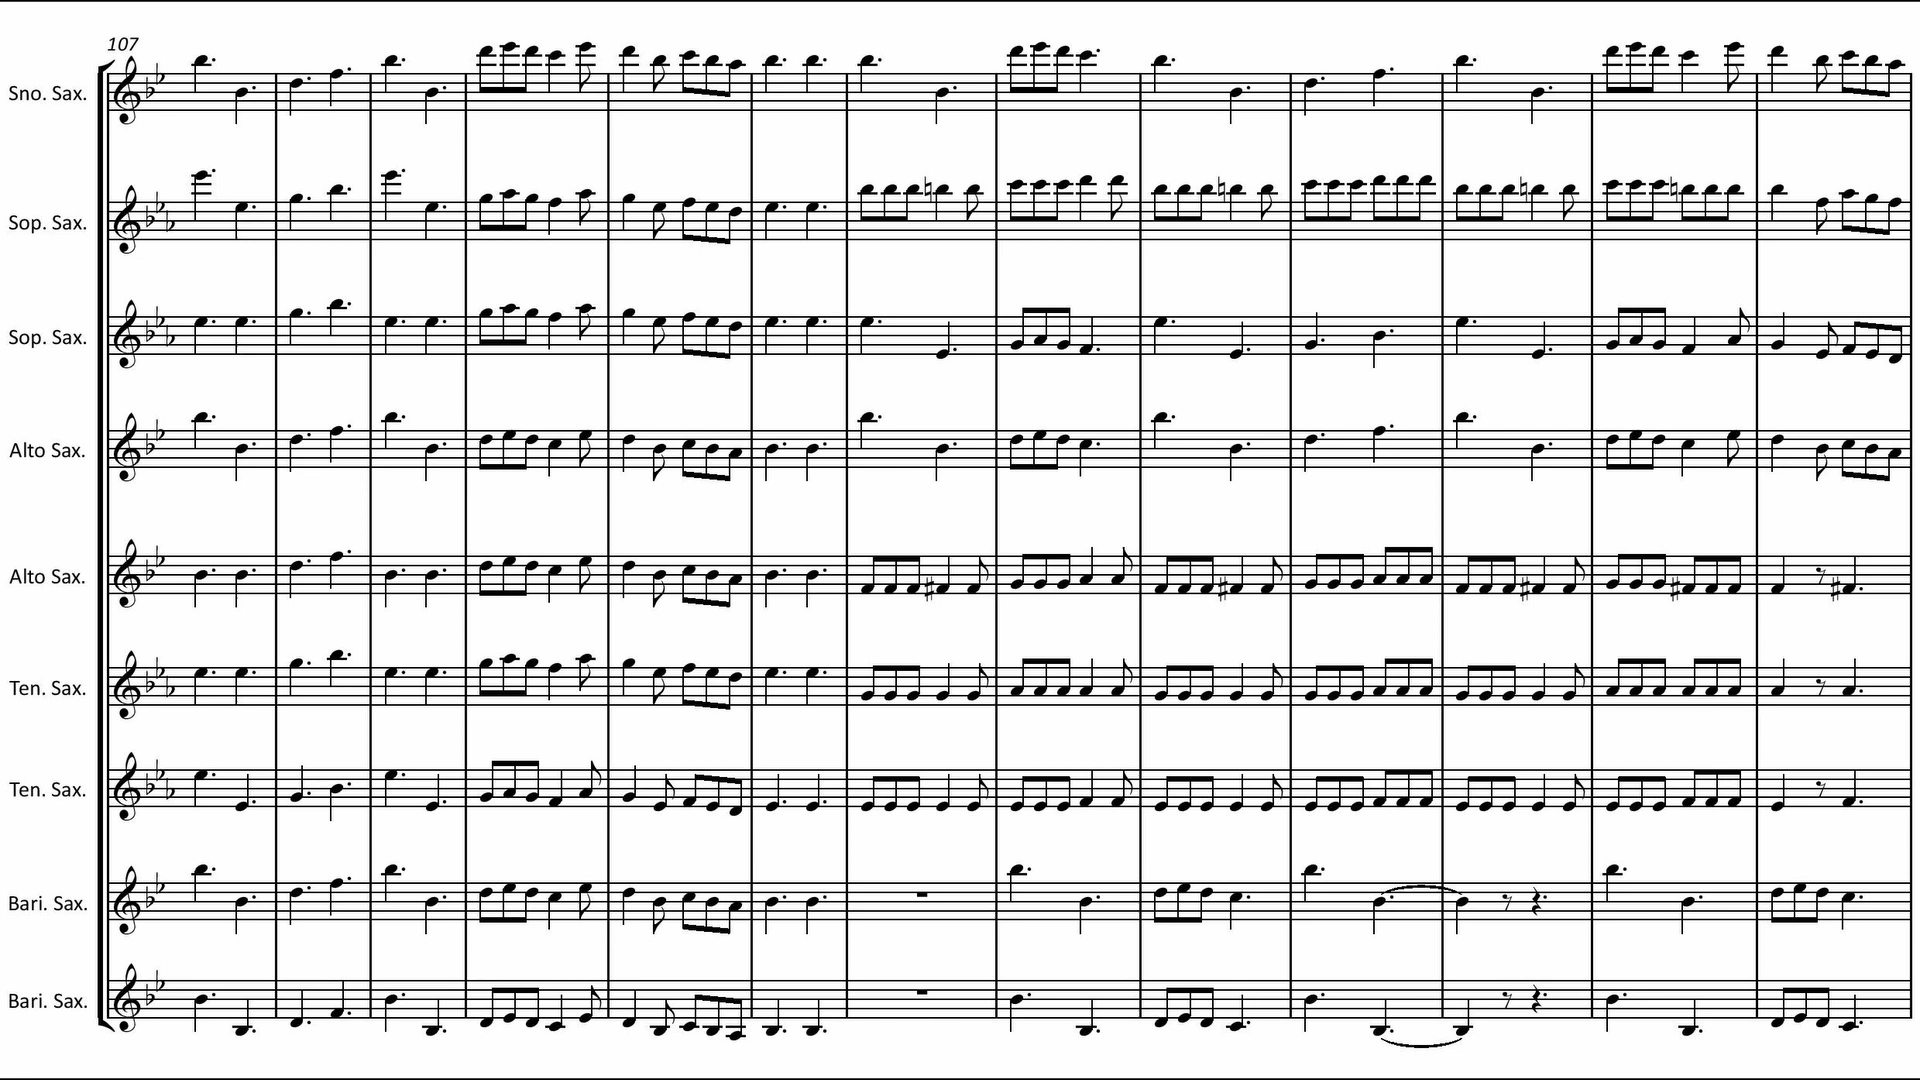 107
Sno. Sax.
Sop. Sax.
Sop. Sax.
Alto Sax.
Alto Sax.
Ten. Sax.
Ten. Sax.
Bari. Sax.
Bari. Sax.